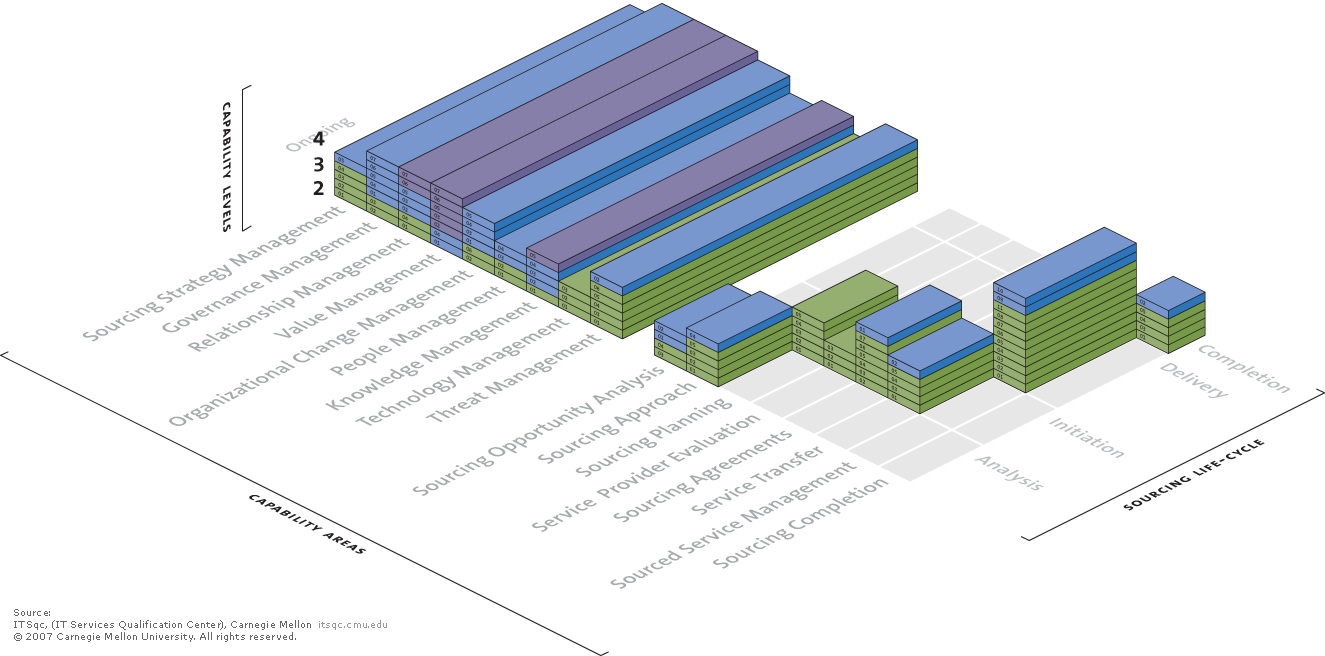 CAPABILITY LEVELS
Ongoing
4
3
2
Sourcing Strategy Management
Governance Management
Relationship Management
Value Management
Organizational Change Management
People Management
Knowledge Management
Technology Management
Threat Management
Sourcing Opportunity Analysis
Sourcing Approach
Sourcing Planning
Service Provider Evaluation
Sourcing Agreements
Service Transfer
Sourced Service Management
Sourcing Completion
CAPABILITY AREAS
Analysis
Initiation
Delivery
Completion
SOURCING LIFE-CYCLE
Source:
ITSqc, (IT Services Qualification Center), Carnegie Mellon itsqc.cmu.edu
© 2007 Carnegie Mellon University. All rights reserved.